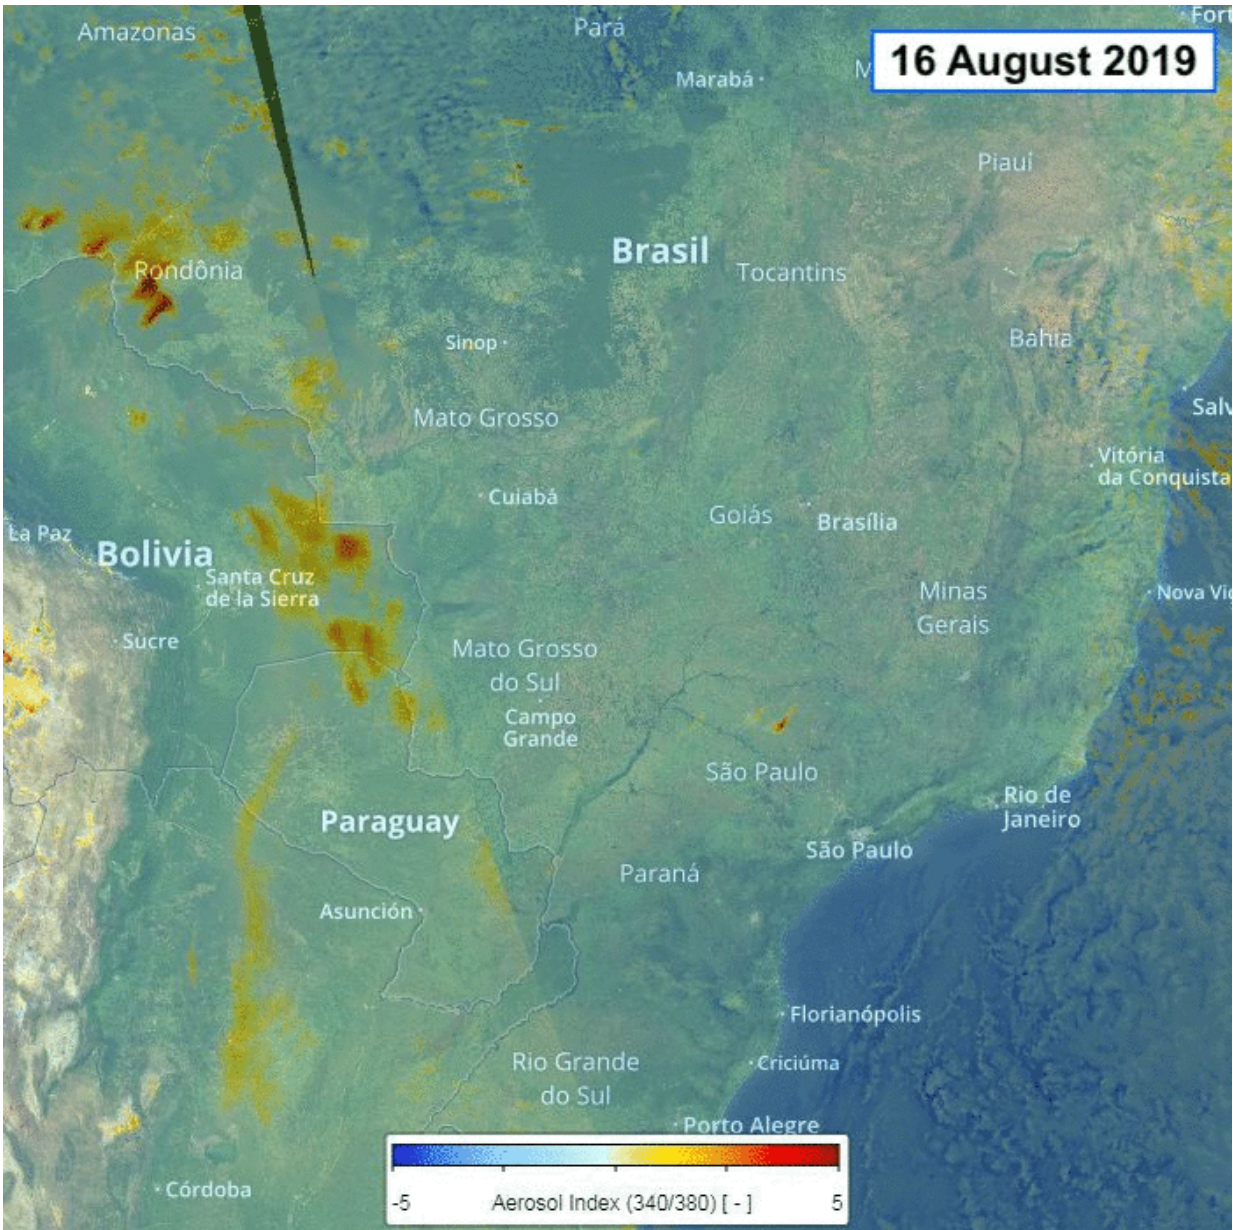 Amazonas
Pará
Fort
16 August 2019
Marabá
M
Piauí
Brasil
Rondônia
Tocantins
Sinop
Bahia
Mato Grosso
Salv
Vitória
da Conquista
Cuiabá
Goiás
Brasília
La Paz
Bolivia
Santa Cruz
de la Sierra
Minas
Gerais
Nova Viç
Sucre
Mato Grosso
do Sul
Campo
Grande
São Paulo
Rio de
Janeiro
Paraguay
São Paulo
Paraná
Asunción
Florianópolis
Rio Grande
do Sul
Criciúma
Porto Alegre
Córdoba
-5 Aerosol Index (340/380) [ - ] 5